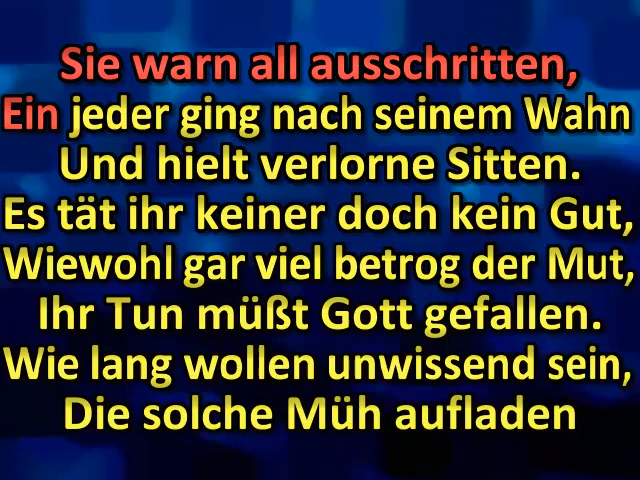 Sie warn all ausschritten,
Ein jeder ging nach seinem Wahn
Und hielt verlorne Sitten.
Es tät ihr keiner doch kein Gut,
Wiewohl gar viel betrog der Mut,
Ihr Tun müßt Gott gefallen.
Wie lang wollen unwissend sein,
Die solche Müh aufladen